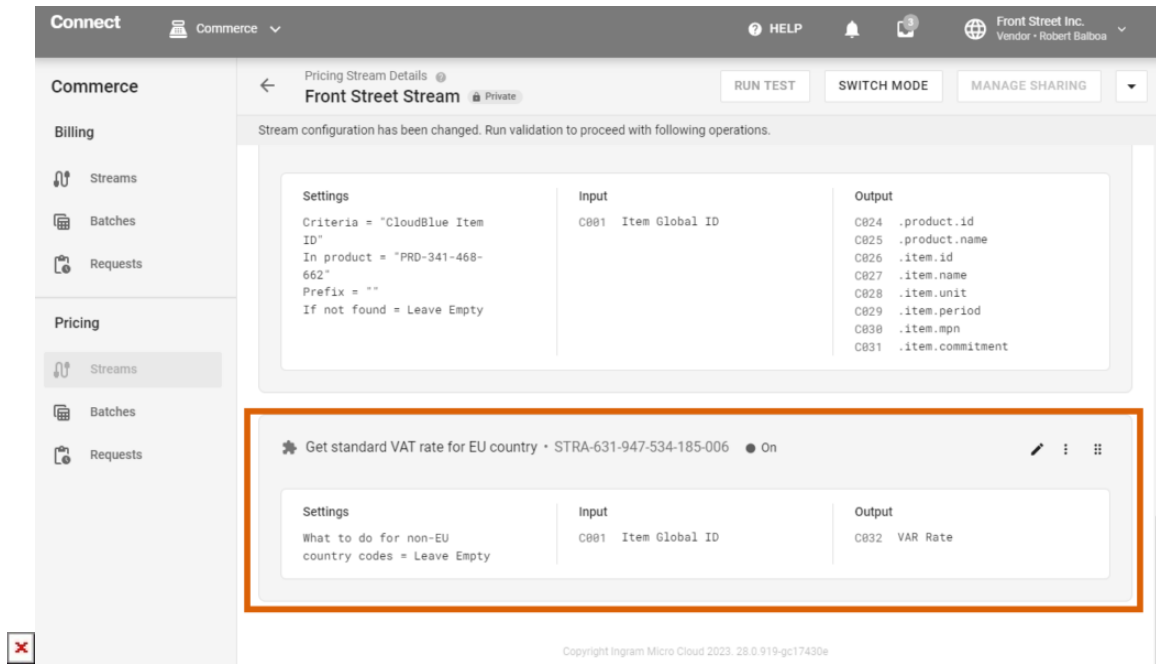 Connect
Commerce
HELP
3
Front Street Inc.
Vendor • Robert Balboa
Commerce
Billing
Streams
Batches
Requests
Pricing
Streams
Batches
Requests
Pricing Stream Details
Front Street Stream Private
RUN TEST
SWITCH MODE
MANAGE SHARING
Stream configuration has been changed. Run validation to proceed with following operations.
Settings
Criteria = "CloudBlue Item
ID"
In product = "PRD-341-468-
662"
Prefix = ""
If not found = Leave Empty
Input
C001 Item Global ID
Output
C024 .product.id
C025 .product.name
C026 .item.id
C027 .item.name
C028 .item.unit
C029 .item.period
C030 .item.mpn
C031 .item.commitment
Get standard VAT rate for EU country • STRA-631-947-534-185-006 On
Settings
What to do for non-EU
country codes = Leave Empty
Input
C001 Item Global ID
Output
C032 VAR Rate
Copyright Ingram Micro Cloud 2023. 28.0.919-gc17430e